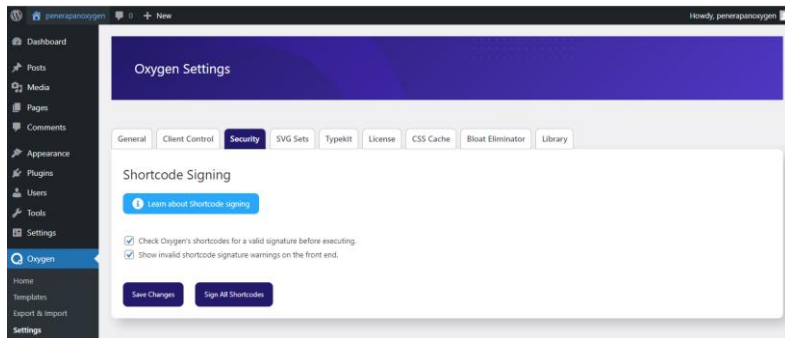 penerapanoxygen 0 + New Howdy, penerapanoxygen
Dashboard
Posts
Media
Pages
Comments
Appearance
Plugins
Users
Tools
Settings
Oxygen
Home
Templates
Export & Import
Settings
Oxygen Settings
General Client Control Security SVG Sets Typekit License CSS Cache Bloat Eliminator Library
Shortcode Signing
Learn about Shortcode signing
Check Oxygen's shortcodes for a valid signature before executing.
Show invalid shortcode signature warnings on the front end.
Save Changes Sign All Shortcodes